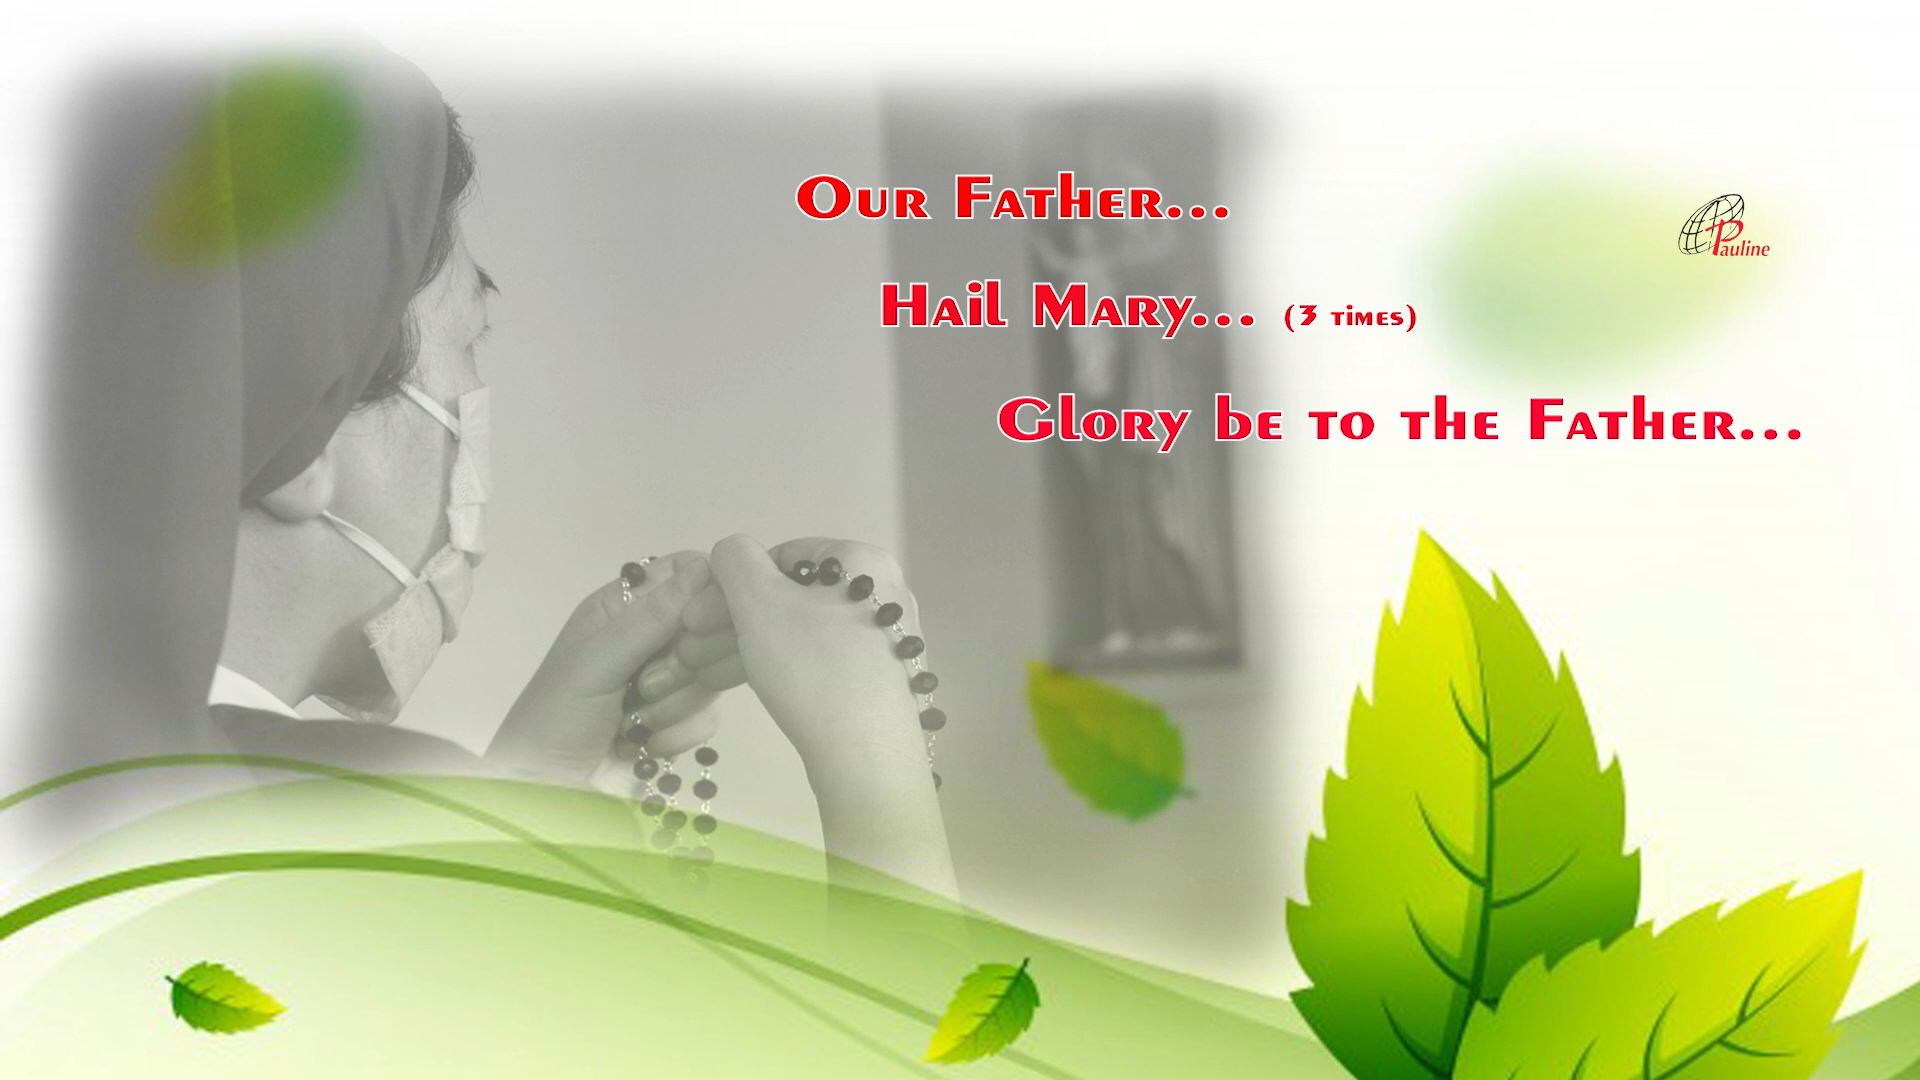 Our Father...
Pauline
Hail Mary... (3 times)
Glory be to the Father...